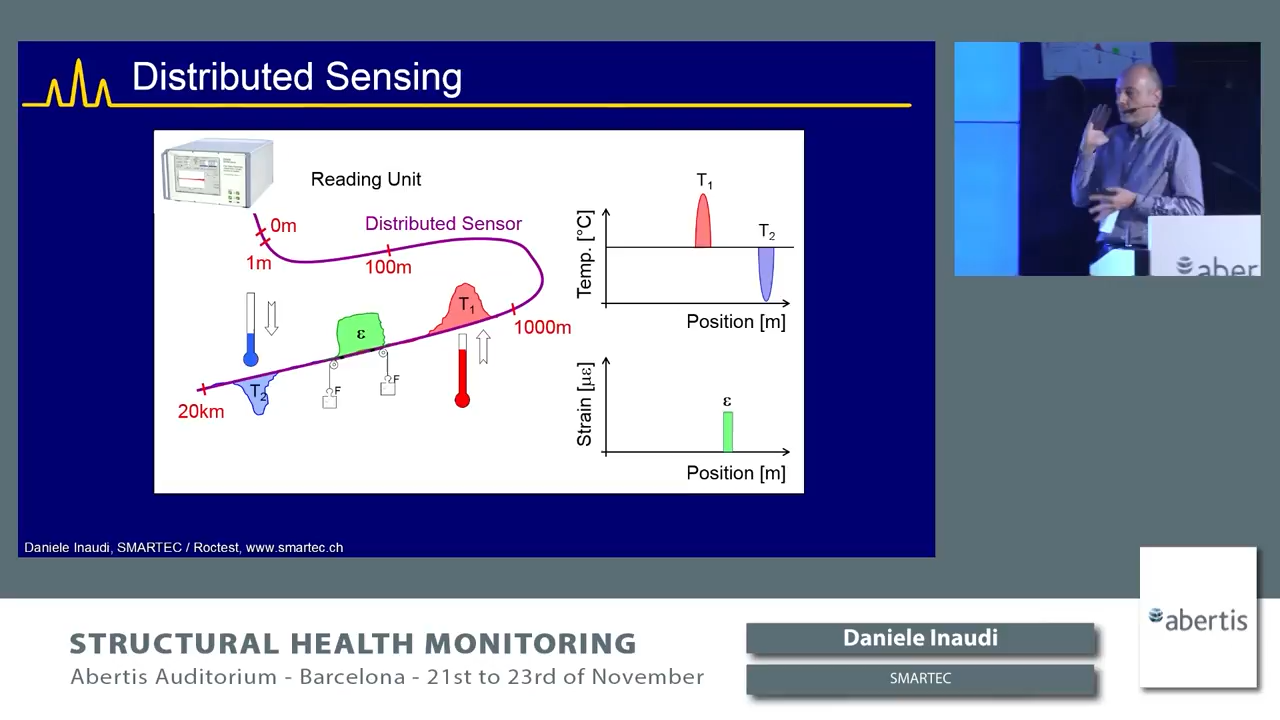 Distributed Sensing
Reading Unit
Distributed Sensor
0m
1m
100m
1000m
20km
T1
ε
T2
F
F
T1
T2
Temp. [°C]
Position [m]
ε
Strain [µε]
Position [m]
Daniele Inaudi, SMARTEC / Roctest, www.smartec.ch
aber
STRUCTURAL HEALTH MONITORING
Abertis Auditorium - Barcelona - 21st to 23rd of November
Daniele Inaudi
SMARTEC
abertis